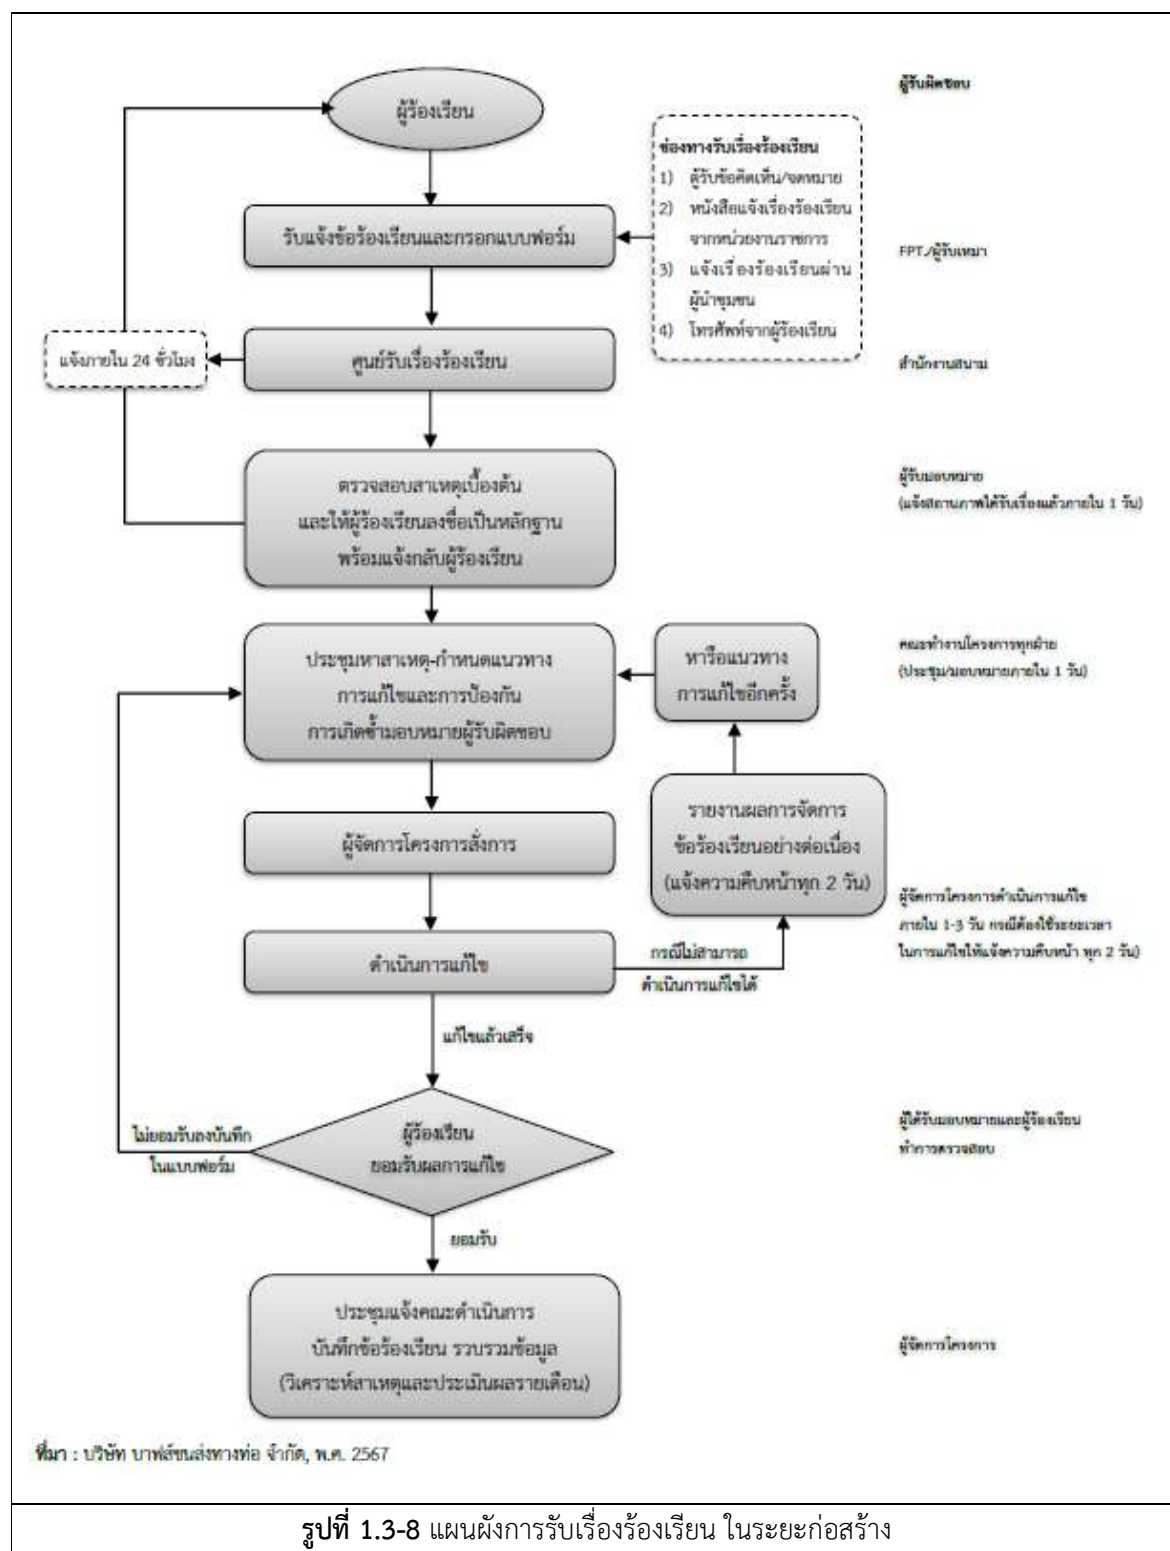 ผู้รับผิดชอบ
ผู้ร้องเรียน
ช่องทางรับเรื่องร้องเรียน
1) ตู้รับข้อคิดเห็น/จดหมาย
2) หนังสือแจ้งเรื่องร้องเรียน
จากหน่วยงานราชการ
3) แจ้งเรื่องร้องเรียนผ่าน
ผู้นำชุมชน
4) โทรศัพท์จากผู้ร้องเรียน
รับแจ้งข้อร้องเรียนและกรอกแบบฟอร์ม
FPT./ผู้รับเหมา
แจ้งภายใน 24 ชั่วโมง
ศูนย์รับเรื่องร้องเรียน
สำนักงานสนาม
ตรวจสอบสาเหตุเบื้องต้น
และให้ผู้ร้องเรียนลงชื่อเป็นหลักฐาน
พร้อมแจ้งกลับผู้ร้องเรียน
ผู้รับมอบหมาย
(แจ้งสถานภาพได้รับเรื่องแล้วภายใน 1 วัน)
ประชุมหาสาเหตุ-กำหนดแนวทาง
การแก้ไขและการป้องกัน
การเกิดซ้ำมอบหมายผู้รับผิดชอบ
หารือแนวทาง
การแก้ไขอีกครั้ง
คณะทำงานโครงการทุกฝ่าย
(ประชุม/มอบหมายภายใน 1 วัน)
ผู้จัดการโครงการสั่งการ
รายงานผลการจัดการ
ข้อร้องเรียนอย่างต่อเนื่อง
(แจ้งความคืบหน้าทุก 2 วัน)
ผู้จัดการโครงการดำเนินการแก้ไข
ภายใน 1-3 วัน กรณีต้องใช้ระยะเวลา
ในการแก้ไขให้แจ้งความคืบหน้า ทุก 2 วัน)
ดำเนินการแก้ไข
กรณีไม่สามารถ
ดำเนินการแก้ไขได้
แก้ไขแล้วเสร็จ
ไม่ยอมรับลงบันทึก
ในแบบฟอร์ม
ผู้ร้องเรียน
ยอมรับผลการแก้ไข
ผู้ได้รับมอบหมายและผู้ร้องเรียน
ทำการตรวจสอบ
ยอมรับ
ประชุมแจ้งคณะดำเนินการ
บันทึกข้อร้องเรียน รวบรวมข้อมูล
(วิเคราะห์สาเหตุและประเมินผลรายเดือน)
ผู้จัดการโครงการ
ที่มา : บริษัท บาฟส์ขนส่งทางท่อ จำกัด, พ.ศ. 2567
รูปที่ 1.3-8 แผนผังการรับเรื่องร้องเรียน ในระยะก่อสร้าง